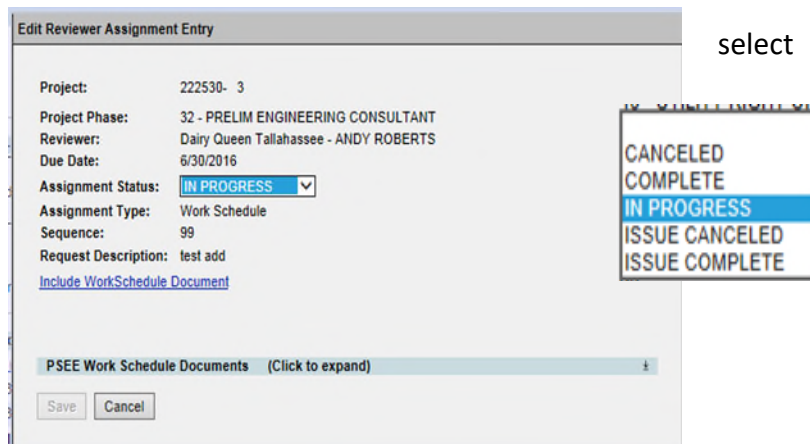 Edit Reviewer Assignment Entry
select
Project: 222530- 3
Project Phase: 32 - PRELIM ENGINEERING CONSULTANT
Reviewer: Dairy Queen Tallahassee - ANDY ROBERTS
Due Date: 6/30/2016
Assignment Status: IN PROGRESS
Assignment Type: Work Schedule
Sequence: 99
Request Description: test add
Include WorkSchedule Document
PSEE Work Schedule Documents (Click to expand)
Save Cancel
CANCELED
COMPLETE
IN PROGRESS
ISSUE CANCELED
ISSUE COMPLETE